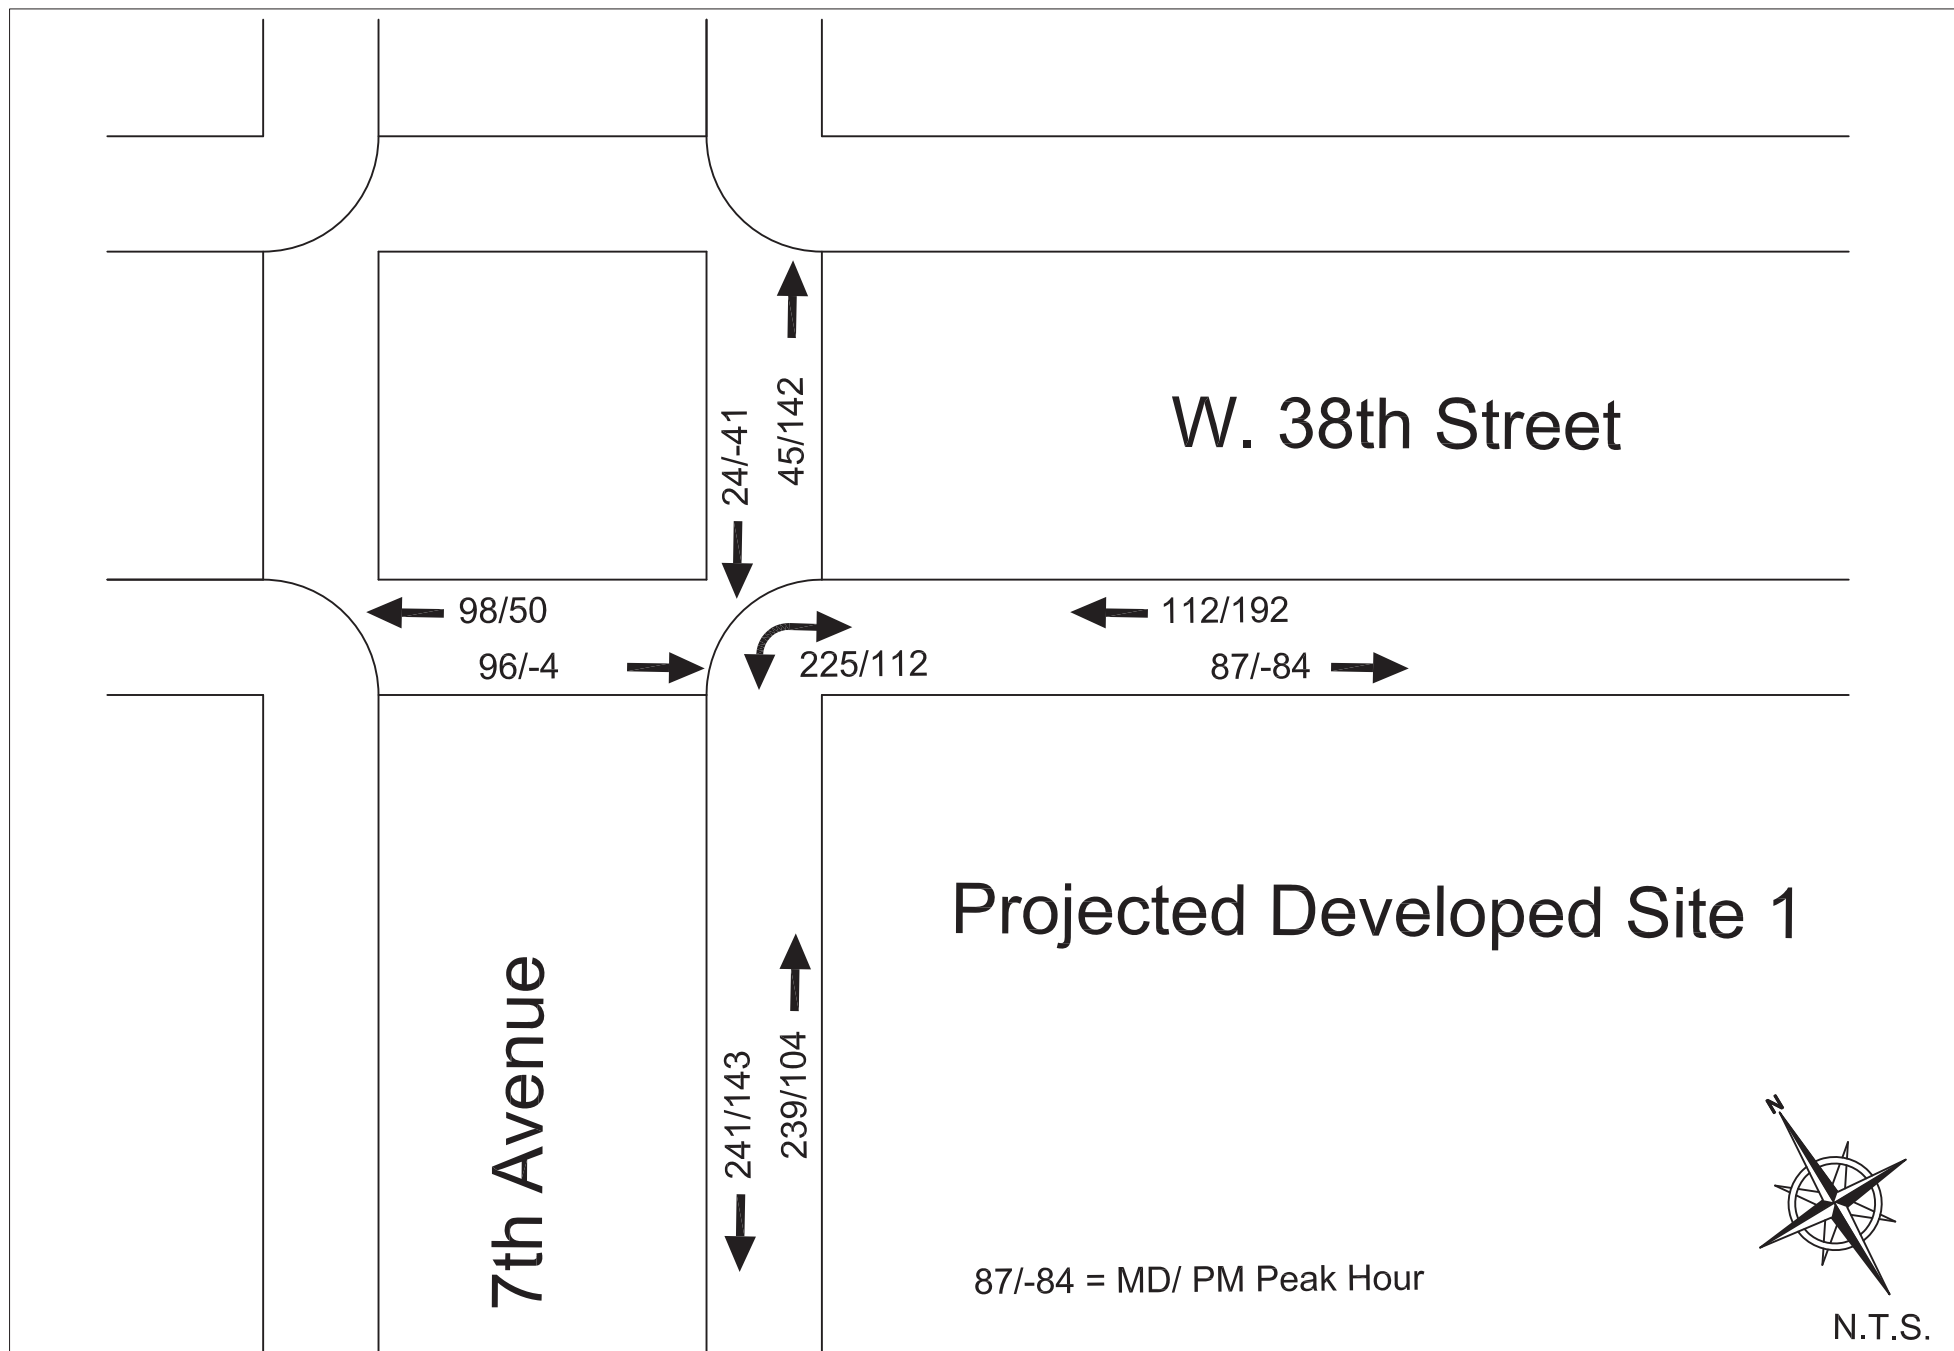 24/-41
45/142
W. 38th Street
98/50
112/192
96/-4
225/112
87/-84
Projected Developed Site 1
7th Avenue
241/143
239/104
N
87/-84 = MD/ PM Peak Hour
N.T.S.